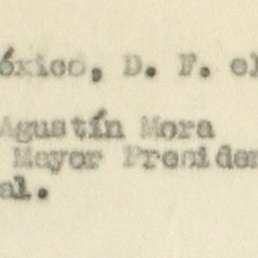 éxico, D. F. el
Agustín Mora
Mayor Presiden
al.